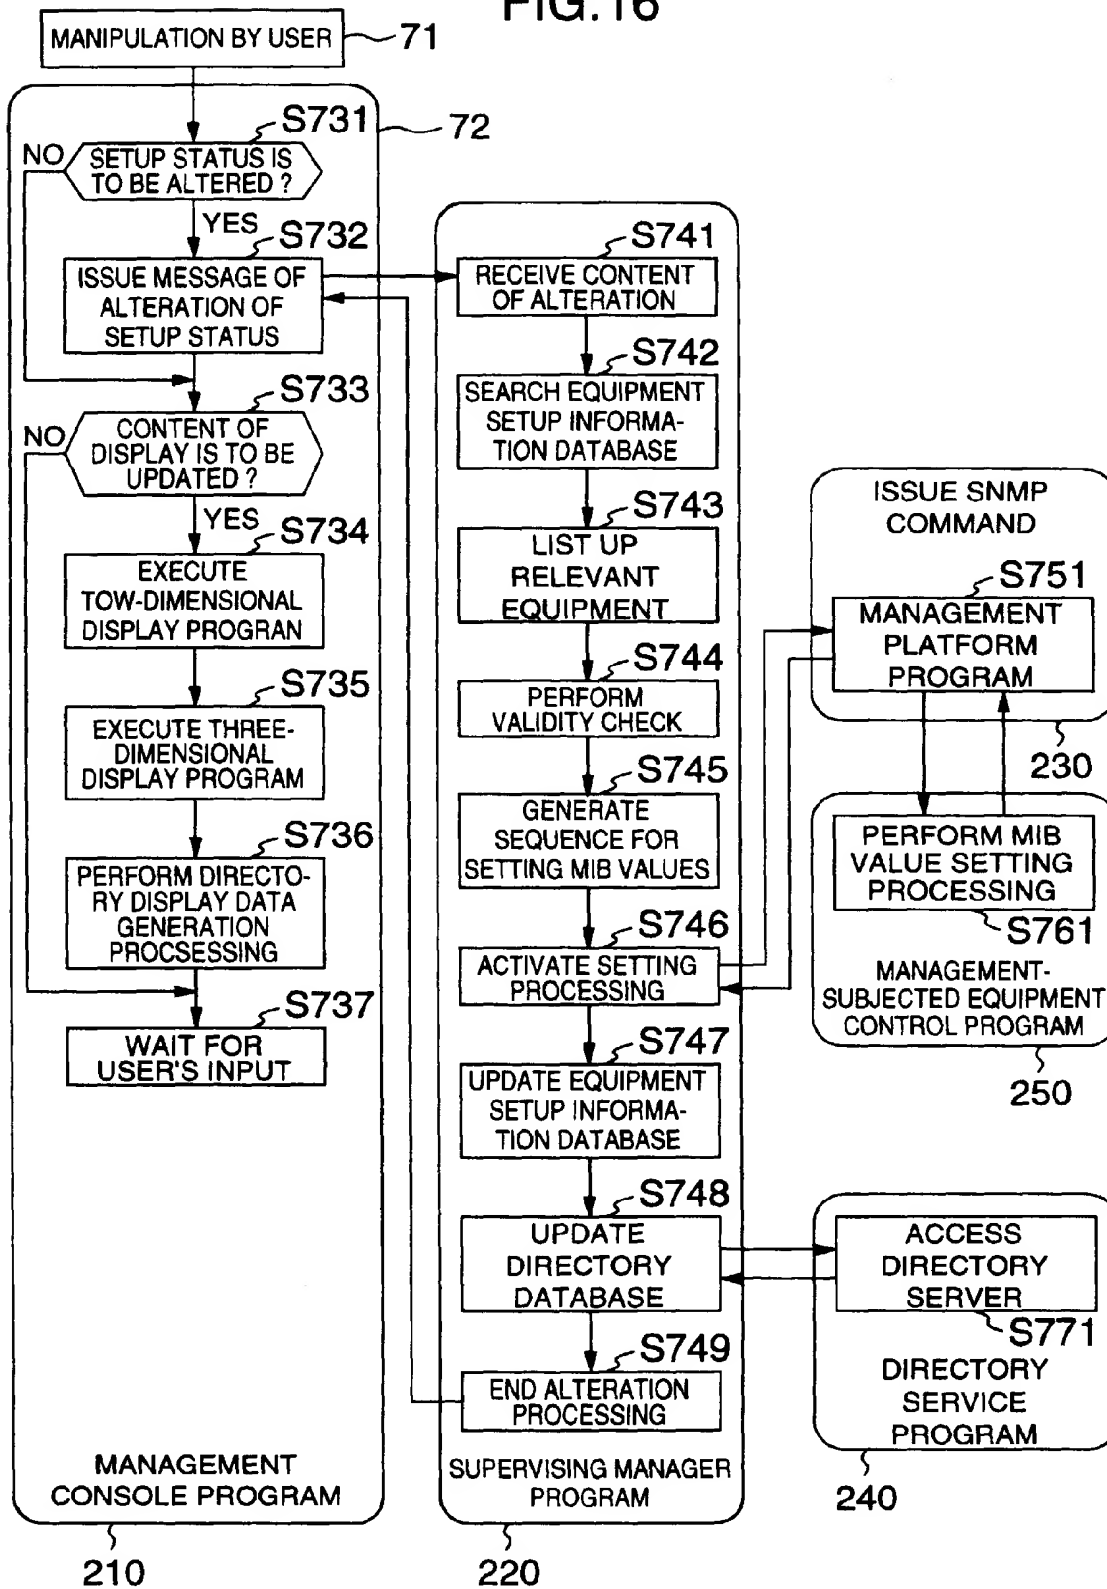 FIG.16
MANIPULATION BY USER
71
72
S731
NO
SETUP STATUS IS
TO BE ALTERED ?
YES
S732
ISSUE MESSAGE OF
ALTERATION OF
SETUP STATUS
S733
NO
CONTENT OF
DISPLAY IS TO BE
UPDATED ?
YES
S734
EXECUTE
TOW-DIMENSIONAL
DISPLAY PROGRAN
S735
EXECUTE THREE-
DIMENSIONAL
DISPLAY PROGRAM
S736
PERFORM DIRECTO-
RY DISPLAY DATA
GENERATION
PROCSESSING
S737
WAIT FOR
USER'S INPUT
MANAGEMENT
CONSOLE PROGRAM
210
S741
RECEIVE CONTENT
OF ALTERATION
S742
SEARCH EQUIPMENT
SETUP INFORMA-
TION DATABASE
S743
LIST UP
RELEVANT
EQUIPMENT
S744
PERFORM
VALIDITY CHECK
S745
GENERATE
SEQUENCE FOR
SETTING MIB VALUES
S746
ACTIVATE SETTING
PROCESSING
S747
UPDATE EQUIPMENT
SETUP INFORMA-
TION DATABASE
S748
UPDATE
DIRECTORY
DATABASE
S749
END ALTERATION
PROCESSING
SUPERVISING MANAGER
PROGRAM
220
ISSUE SNMP
COMMAND
S751
MANAGEMENT
PLATFORM
PROGRAM
230
PERFORM MIB
VALUE SETTING
PROCESSING
S761
MANAGEMENT-
SUBJECTED EQUIPMENT
CONTROL PROGRAM
250
ACCESS
DIRECTORY
SERVER
S771
DIRECTORY
SERVICE
PROGRAM
240